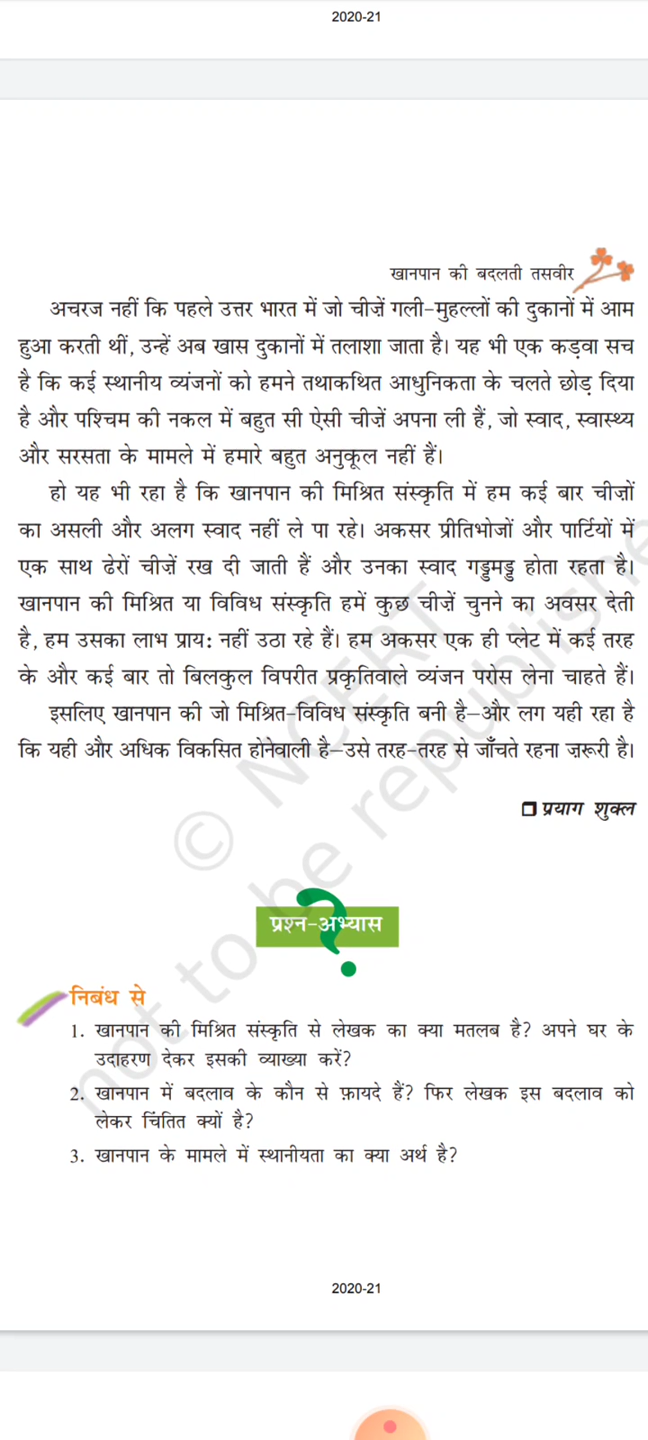 2020-21
खानपान की बदलती तसवीर
अचरज नहीं कि पहले उत्तर भारत में जो चीज़ें गली-मुहल्लों की दुकानों में आम
हुआ करती थीं, उन्हें अब खास दुकानों में तलाशा जाता है। यह भी एक कड़वा सच
है कि कई स्थानीय व्यंजनों को हमने तथाकथित आधुनिकता के चलते छोड़ दिया
है और पश्चिम की नकल में बहुत सी ऐसी चीज़ें अपना ली हैं, जो स्वाद, स्वास्थ्य
और सरसता के मामले में हमारे बहुत अनुकूल नहीं हैं।
हो यह भी रहा है कि खानपान की मिश्रित संस्कृति में हम कई बार चीज़ों
का असली और अलग स्वाद नहीं ले पा रहे। अकसर प्रीतिभोजों और पार्टियों में
एक साथ ढेरों चीज़ें रख दी जाती हैं और उनका स्वाद गड्डमड्ड होता रहता है।
खानपान की मिश्रित या विविध संस्कृति हमें कुछ चीज़ें चुनने का अवसर देती
है, हम उसका लाभ प्राय: नहीं उठा रहे हैं। हम अकसर एक ही प्लेट में कई तरह
के और कई बार तो बिलकुल विपरीत प्रकृतिवाले व्यंजन परोस लेना चाहते हैं।
इसलिए खानपान की जो मिश्रित-विविध संस्कृति बनी है—और लग यही रहा है
कि यही और अधिक विकसित होनेवाली है—उसे तरह-तरह से जाँचते रहना ज़रूरी है।
❒ प्रयाग शुक्ल
© NCERT
not to be republishe
प्रश्न-अभ्यास
?
निबंध से
1. खानपान की मिश्रित संस्कृति से लेखक का क्या मतलब है? अपने घर के
उदाहरण देकर इसकी व्याख्या करें?
2. खानपान में बदलाव के कौन से फ़ायदे हैं? फिर लेखक इस बदलाव को
लेकर चिंतित क्यों है?
3. खानपान के मामले में स्थानीयता का क्या अर्थ है?
2020-21